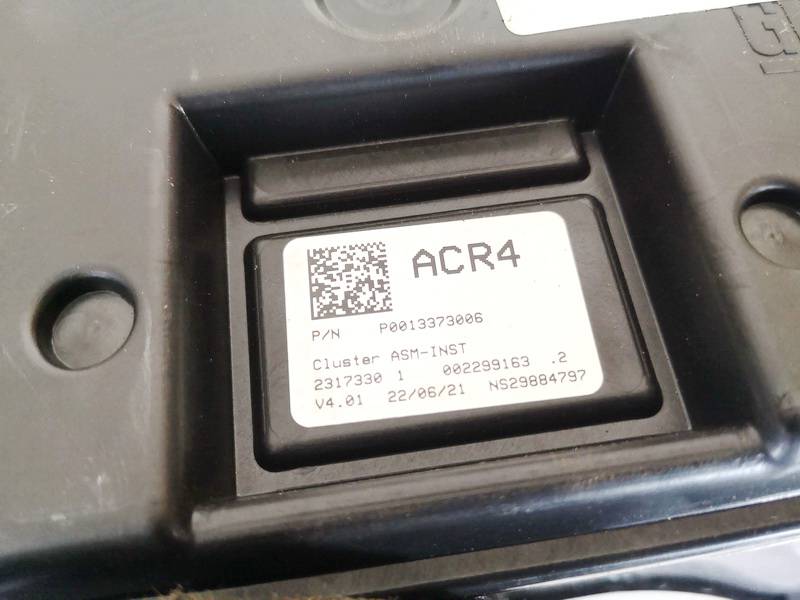 ACR4
P/N P0013373006
Cluster ASM-INST
2317330 1 002299163 .2
V4.01 22/06/21 NS29884797